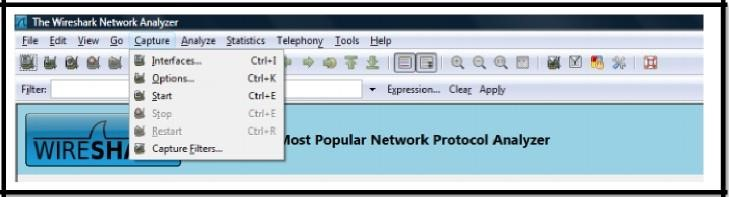 The Wireshark Network Analyzer
File Edit View Go Capture Analyze Statistics Telephony Tools Help
Interfaces... Ctrl+I
Options... Ctrl+K
Start Ctrl+E
Stop Ctrl+E
Restart Ctrl+R
Capture Filters...
Filter: Expression... Clear Apply
WIRESH
Most Popular Network Protocol Analyzer